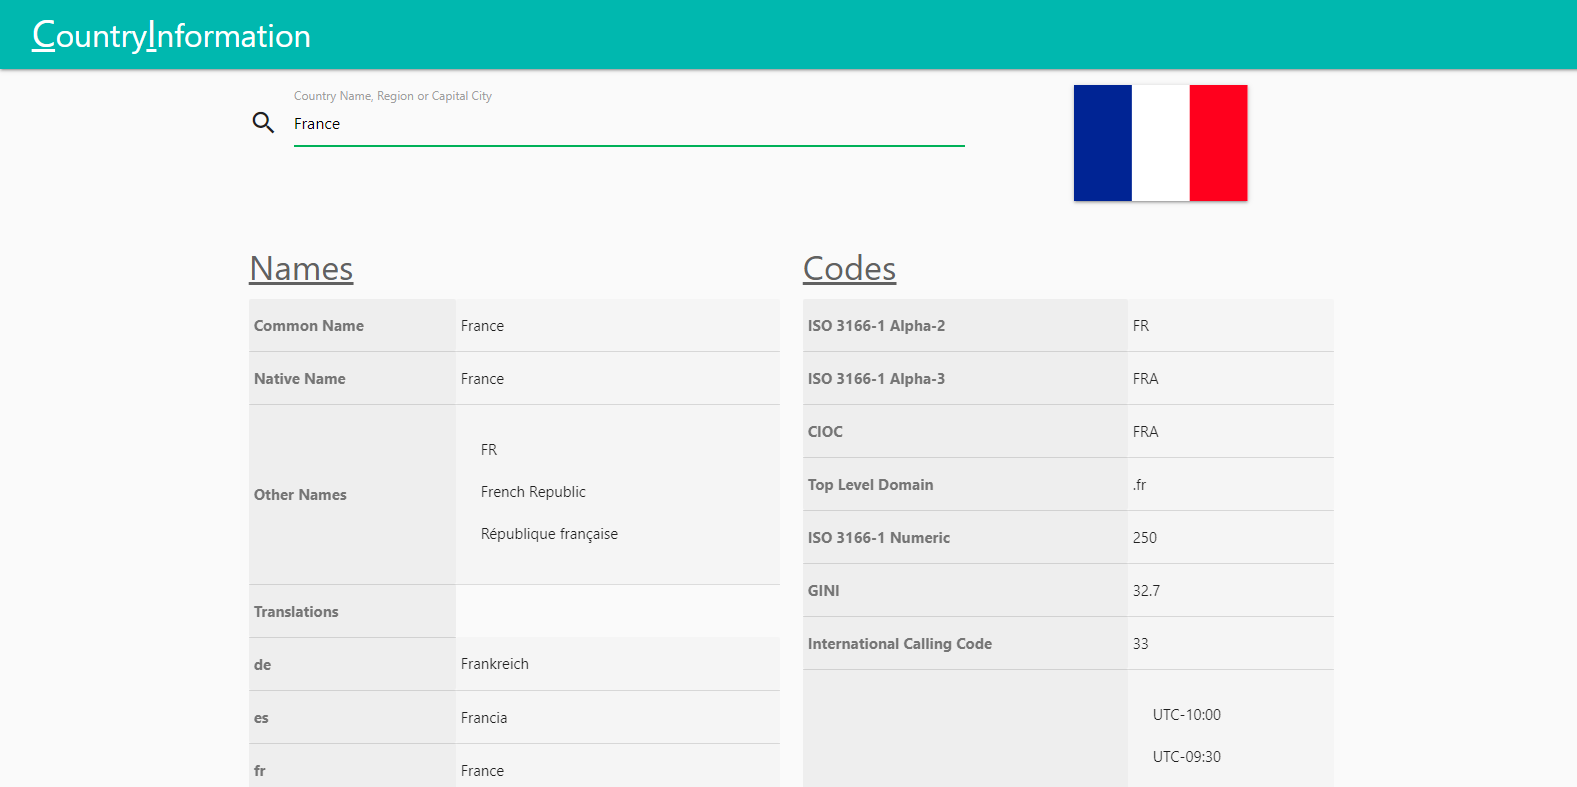 CountryInformation
Country Name, Region or Capital City
France
Names
Common Name France
Native Name France
Other Names
FR
French Republic
République française
Translations
de Frankreich
es Francia
fr France
Codes
ISO 3166-1 Alpha-2 FR
ISO 3166-1 Alpha-3 FRA
CIOC FRA
Top Level Domain .fr
ISO 3166-1 Numeric 250
GINI 32.7
International Calling Code 33
UTC-10:00
UTC-09:30